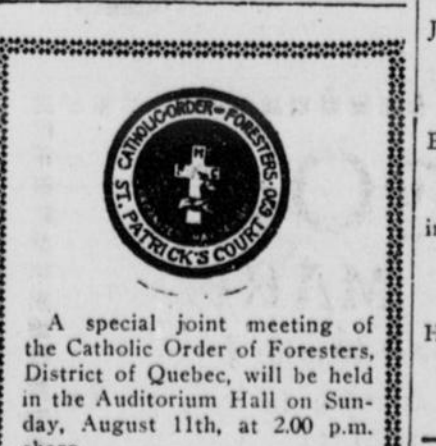 CATHOLIC·ORDER=OF=FORESTERS·
ST. PATRICK'S COURT 620
A special joint meeting of
the Catholic Order of Foresters,
District of Quebec, will be held
in the Auditorium Hall on Sun-
day, August 11th, at 2.00 p.m.